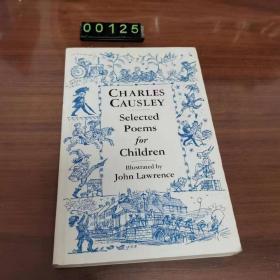 00125
CHARLES
CAUSLEY
Selected
Poems
for
Children
Illustrated by
John Lawrence